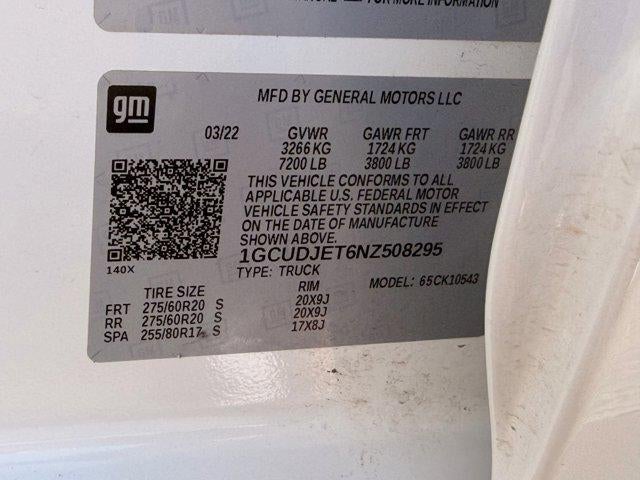 FOR MORE INFORMATION
gm
MFD BY GENERAL MOTORS LLC
03/22 GVWR GAWR FRT GAWR RR
3266 KG 1724 KG 1724 KG
7200 LB 3800 LB 3800 LB
THIS VEHICLE CONFORMS TO ALL
APPLICABLE U.S. FEDERAL MOTOR
VEHICLE SAFETY STANDARDS IN EFFECT
ON THE DATE OF MANUFACTURE
SHOWN ABOVE.
1GCUDJET6NZ508295
140X
TYPE: TRUCK MODEL: 65CK10543
TIRE SIZE RIM
FRT 275/60R20 S 20X9J
RR 275/60R20 S 20X9J
SPA 255/80R17 S 17X8J